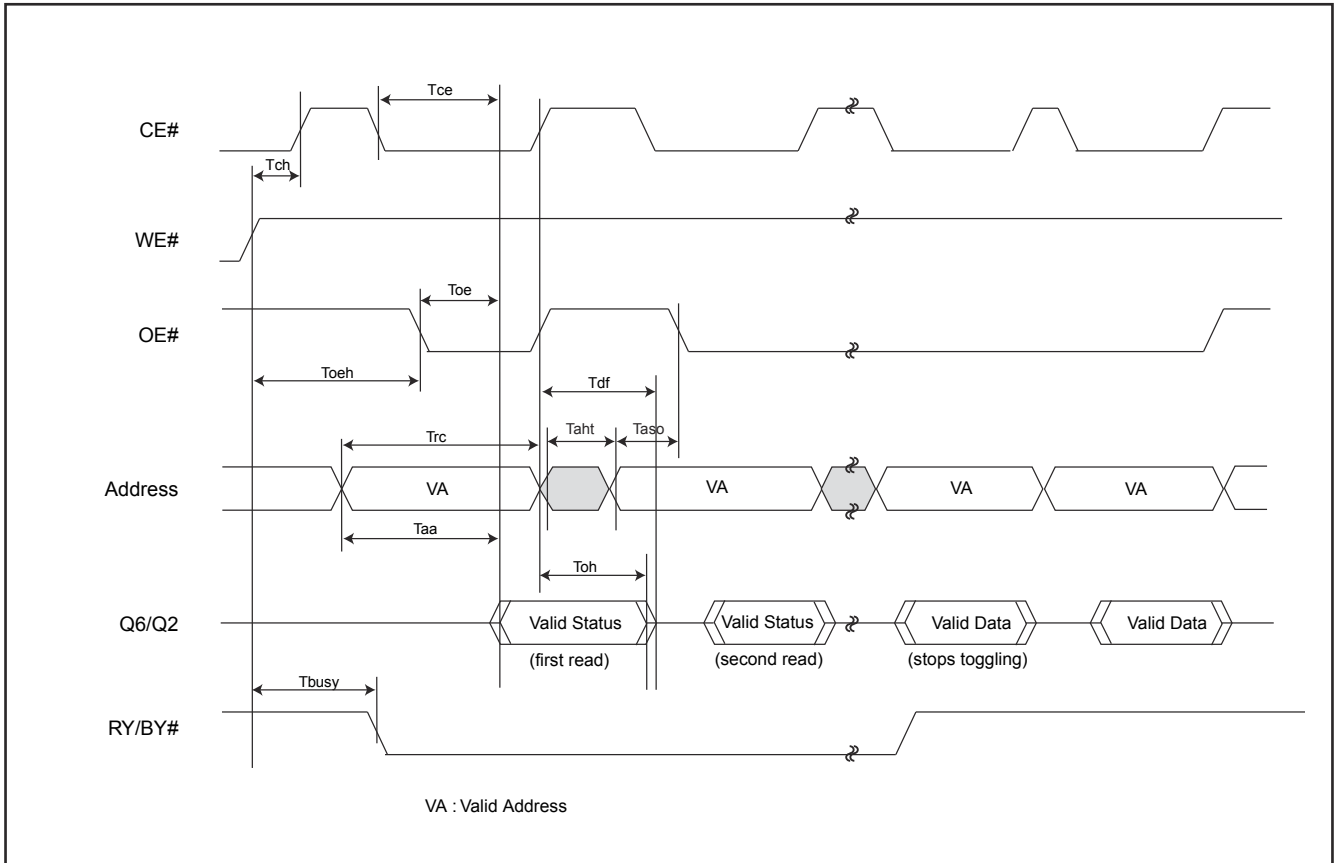 Tce
CE#
Tch
WE#
Toe
OE#
Toeh
Tdf
Taht
Taso
Trc
Address
VA
VA
VA
VA
Taa
Toh
Q6/Q2
Valid Status
Valid Status
Valid Data
Valid Data
(first read)
(second read)
(stops toggling)
Tbusy
RY/BY#
VA : Valid Address